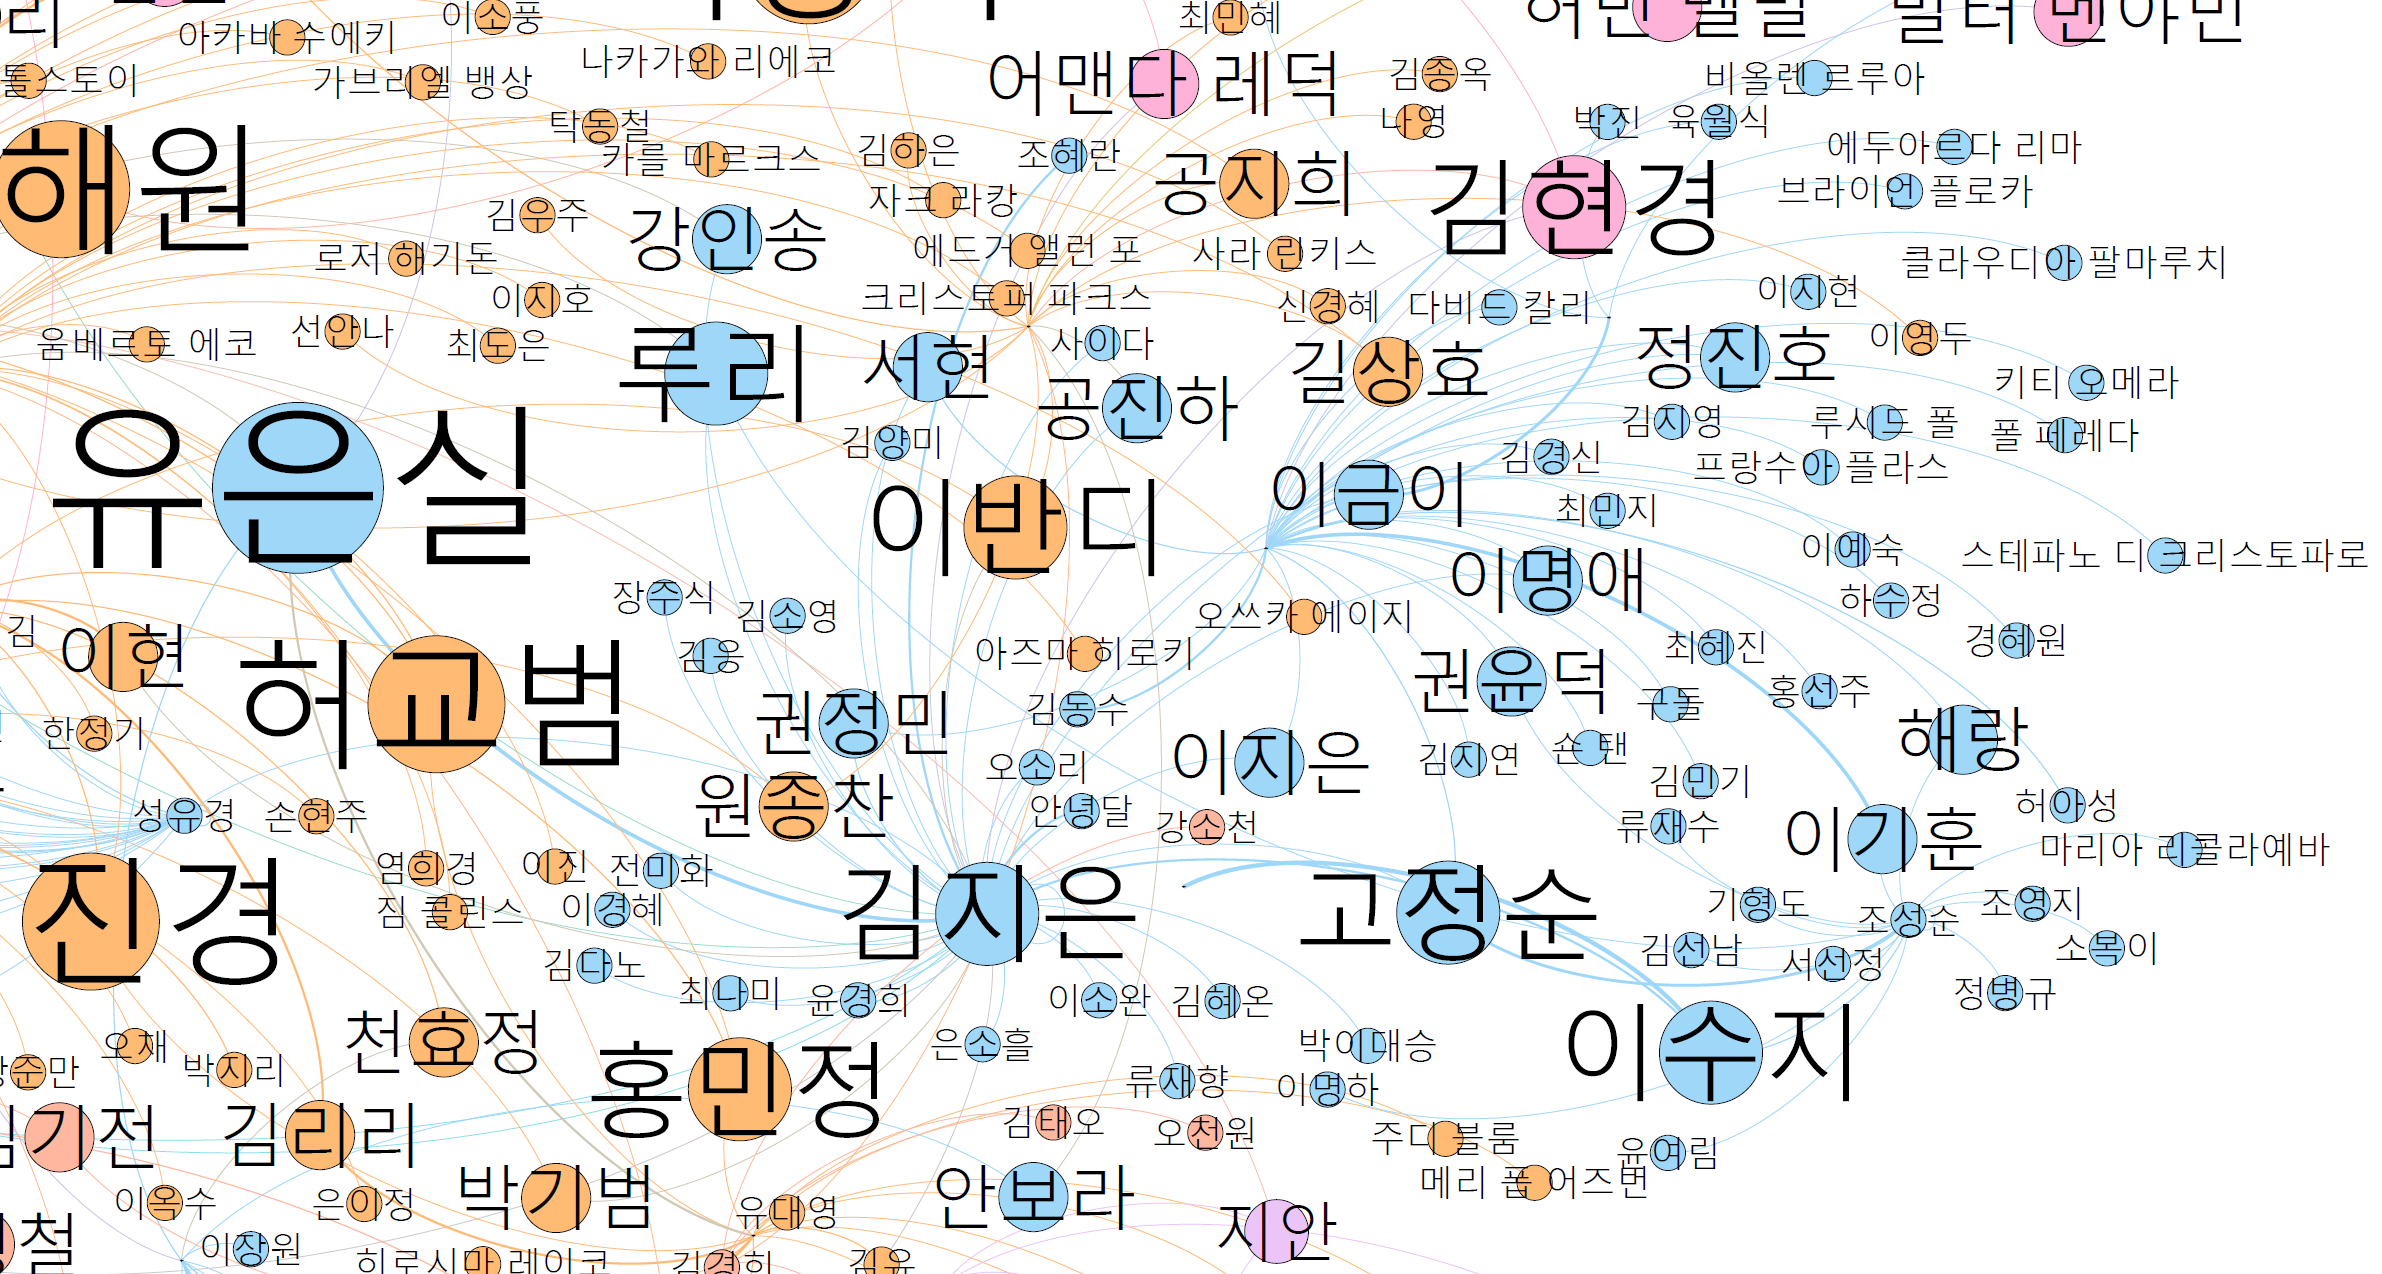 이소풍
최민혜
아카바 수에키
나카가와 리에코
톨스토이
가브리엘 뱅상
어맨다 레덕
김종옥
비올렌 르루아
탁동철
나영
박진
육월식
카를 마르크스
김하은
조혜란
에두아르다 리마
해원
자크 라캉
공지희
김현경
브라이언 플로카
김우주
강인송
로저 해기돈
에드거 앨런 포
사라 린키스
클라우디아 팔마루치
이지호
크리스토퍼 파크스
신경혜
다비드 칼리
이지현
움베르토 에코
선안나
최도은
루리
서현
사이다
길상효
정진호
이영두
키티 오메라
공진하
김지영
루시드 폴
폴 페레다
유은실
김양미
김경신
프랑수아 플라스
이반디
이금이
최민지
이예숙
스테파노 디 크리스토파로
이명애
하수정
장주식
김소영
오쓰카 에이지
김
이현
허교범
김웅
아즈마 히로키
최혜진
경혜원
권윤덕
구돌
홍선주
한정기
권정민
김동수
해랑
이지은
김지연
숀 탠
오소리
김민기
원종찬
안녕달
강소천
류재수
이기훈
허아성
성유경
손현주
마리아 리콜라예바
염희경
이진
전미화
진경
짐 클린스
이경혜
김지은
고정순
기형도
조성순
조영지
김다노
김선남
서선정
소복이
최나미
윤경희
이소완
김혜온
정병규
오재
천효정
은소홀
박이대승
이수지
순만
박지리
홍민정
류재향
이명하
기전
김리리
김태오
오천원
주디 블룸
윤여림
메리 폽 어즈번
이옥수
은이정
박기범
유대영
안보라
지안
철
이장원
히로시마 레이코
김경희
김유